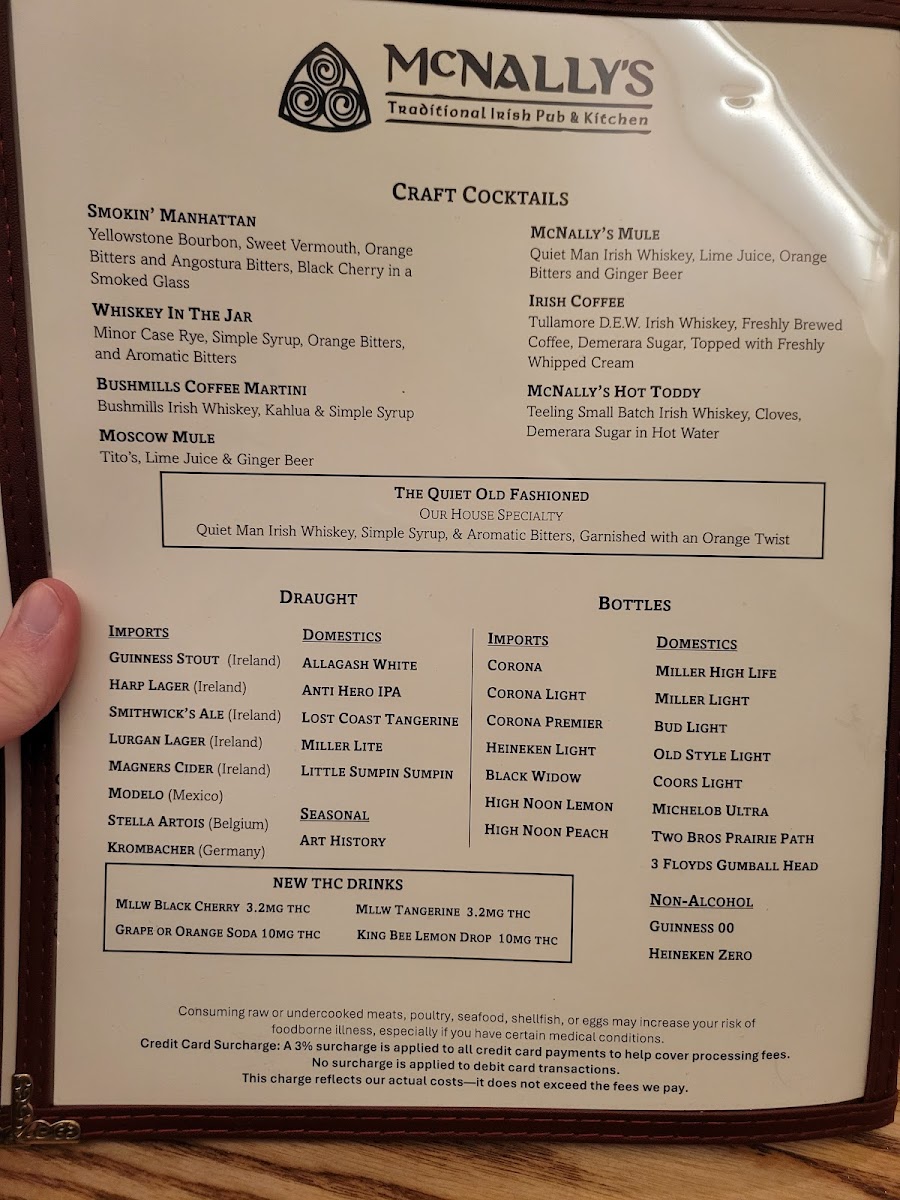 McNALLY'S
Traditional Irish Pub & Kitchen
CRAFT COCKTAILS
SMOKIN' MANHATTAN
Yellowstone Bourbon, Sweet Vermouth, Orange
Bitters and Angostura Bitters, Black Cherry in a
Smoked Glass
WHISKEY IN THE JAR
Minor Case Rye, Simple Syrup, Orange Bitters,
and Aromatic Bitters
BUSHMILLS COFFEE MARTINI
Bushmills Irish Whiskey, Kahlua & Simple Syrup
MOSCOW MULE
Tito's, Lime Juice & Ginger Beer
MCNALLY'S MULE
Quiet Man Irish Whiskey, Lime Juice, Orange
Bitters and Ginger Beer
IRISH COFFEE
Tullamore D.E.W. Irish Whiskey, Freshly Brewed
Coffee, Demerara Sugar, Topped with Freshly
Whipped Cream
MCNALLY'S HOT TODDY
Teeling Small Batch Irish Whiskey, Cloves,
Demerara Sugar in Hot Water
THE QUIET OLD FASHIONED
OUR HOUSE SPECIALTY
Quiet Man Irish Whiskey, Simple Syrup, & Aromatic Bitters, Garnished with an Orange Twist
DRAUGHT
IMPORTS
GUINNESS STOUT (Ireland)
HARP LAGER (Ireland)
SMITHWICK'S ALE (Ireland)
LURGAN LAGER (Ireland)
MAGNERS CIDER (Ireland)
MODELO (Mexico)
STELLA ARTOIS (Belgium)
KROMBACHER (Germany)
DOMESTICS
ALLAGASH WHITE
ANTI HERO IPA
LOST COAST TANGERINE
MILLER LITE
LITTLE SUMPIN SUMPIN
SEASONAL
ART HISTORY
BOTTLES
IMPORTS
CORONA
CORONA LIGHT
CORONA PREMIER
HEINEKEN LIGHT
BLACK WIDOW
HIGH NOON LEMON
HIGH NOON PEACH
DOMESTICS
MILLER HIGH LIFE
MILLER LIGHT
BUD LIGHT
OLD STYLE LIGHT
COORS LIGHT
MICHELOB ULTRA
TWO BROS PRAIRIE PATH
3 FLOYDS GUMBALL HEAD
NON-ALCOHOL
GUINNESS 00
HEINEKEN ZERO
NEW THC DRINKS
MLLW BLACK CHERRY 3.2MG THC
MLLW TANGERINE 3.2MG THC
GRAPE OR ORANGE SODA 10MG THC
KING BEE LEMON DROP 10MG THC
Consuming raw or undercooked meats, poultry, seafood, shellfish, or eggs may increase your risk of
foodborne illness, especially if you have certain medical conditions.
Credit Card Surcharge: A 3% surcharge is applied to all credit card payments to help cover processing fees.
No surcharge is applied to debit card transactions.
This charge reflects our actual costs—it does not exceed the fees we pay.